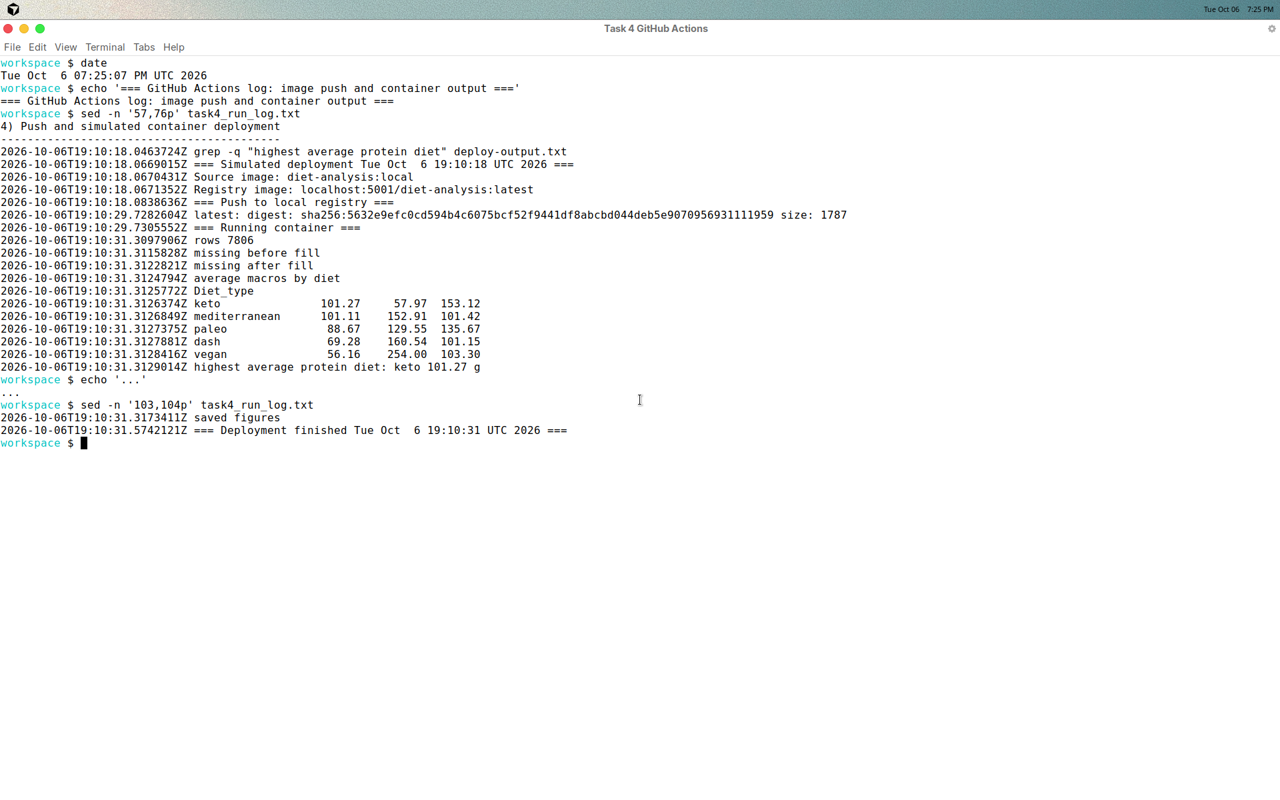 Tue Oct 06 7:25 PM
Task 4 GitHub Actions
File Edit View Terminal Tabs Help
workspace $ date
Tue Oct  6 07:25:07 PM UTC 2026
workspace $ echo '=== GitHub Actions log: image push and container output ==='
=== GitHub Actions log: image push and container output ===
workspace $ sed -n '57,76p' task4_run_log.txt
4) Push and simulated container deployment
------------------------------------------
2026-10-06T19:10:18.0463724Z grep -q "highest average protein diet" deploy-output.txt
2026-10-06T19:10:18.0669015Z === Simulated deployment Tue Oct  6 19:10:18 UTC 2026 ===
2026-10-06T19:10:18.0670431Z Source image: diet-analysis:local
2026-10-06T19:10:18.0671352Z Registry image: localhost:5001/diet-analysis:latest
2026-10-06T19:10:18.0838636Z === Push to local registry ===
2026-10-06T19:10:29.7282604Z latest: digest: sha256:5632e9efc0cd594b4c6075bcf52f9441df8abcbd044deb5e9070956931111959 size: 1787
2026-10-06T19:10:29.7305552Z === Running container ===
2026-10-06T19:10:31.3097906Z rows 7806
2026-10-06T19:10:31.3115828Z missing before fill
2026-10-06T19:10:31.3122821Z missing after fill
2026-10-06T19:10:31.3124794Z average macros by diet
2026-10-06T19:10:31.3125772Z Diet_type
2026-10-06T19:10:31.3126374Z keto               101.27     57.97  153.12
2026-10-06T19:10:31.3126849Z mediterranean      101.11    152.91  101.42
2026-10-06T19:10:31.3127375Z paleo               88.67    129.55  135.67
2026-10-06T19:10:31.3127881Z dash                69.28    160.54  101.15
2026-10-06T19:10:31.3128416Z vegan               56.16    254.00  103.30
2026-10-06T19:10:31.3129014Z highest average protein diet: keto 101.27 g
workspace $ echo '...'
...
workspace $ sed -n '103,104p' task4_run_log.txt
2026-10-06T19:10:31.3173411Z saved figures
2026-10-06T19:10:31.5742121Z === Deployment finished Tue Oct  6 19:10:31 UTC 2026 ===
workspace $